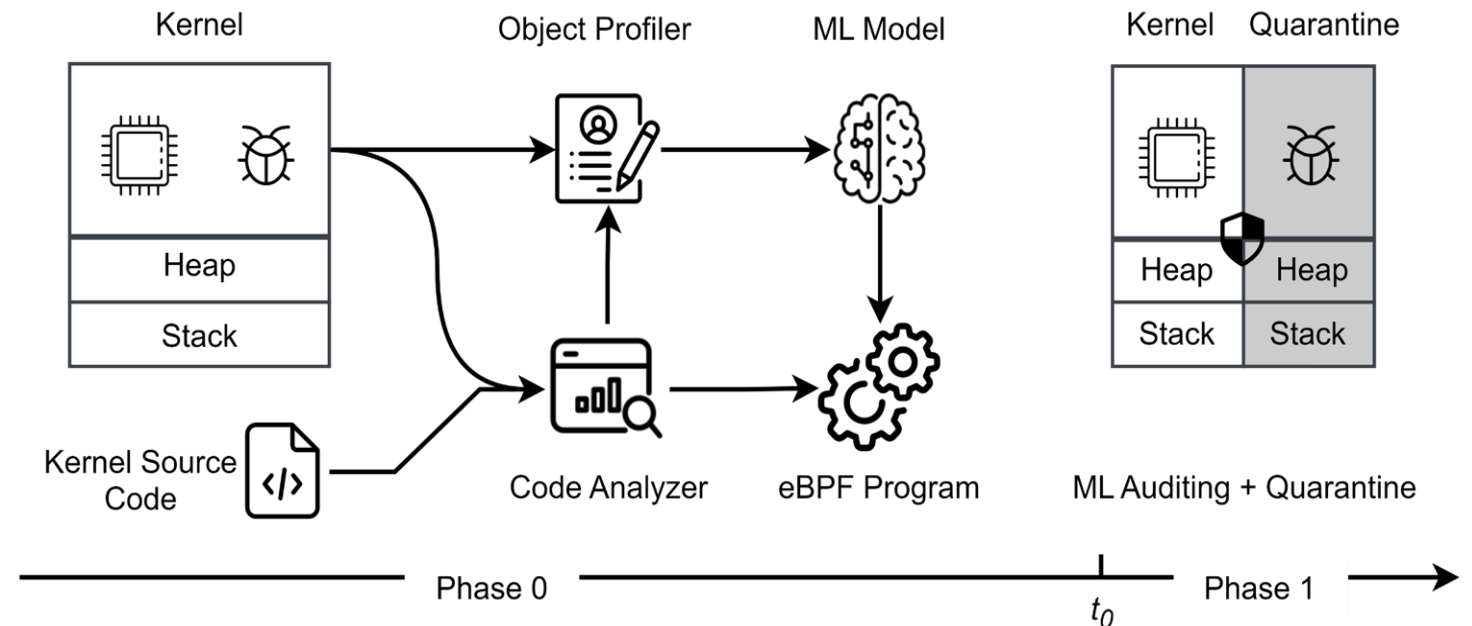 Kernel
Object Profiler
ML Model
Kernel Quarantine
Heap
Stack
Heap
Heap
Stack
Stack
Kernel Source
Code
</>
Code Analyzer
eBPF Program
ML Auditing + Quarantine
Phase 0
t0
Phase 1